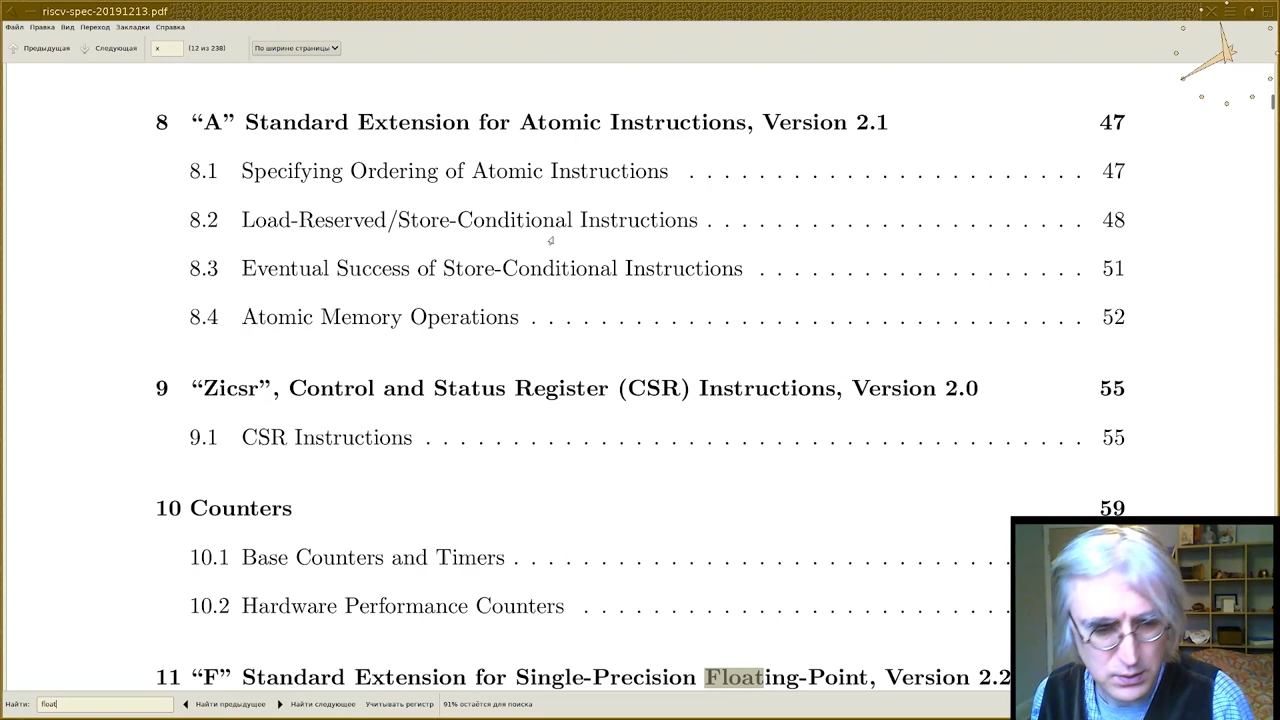 riscv-spec-20191213.pdf
Файл Правка Вид Переход Закладки Справка
Предыдущая Следующая x (12 из 238) По ширине страницы
8 “A” Standard Extension for Atomic Instructions, Version 2.1 47
8.1 Specifying Ordering of Atomic Instructions . . . . . . . . . . . . . . . . . . . . . . . 47
8.2 Load-Reserved/Store-Conditional Instructions . . . . . . . . . . . . . . . . . . . . . . 48
8.3 Eventual Success of Store-Conditional Instructions . . . . . . . . . . . . . . . . . . . 51
8.4 Atomic Memory Operations . . . . . . . . . . . . . . . . . . . . . . . . . . . . . . . . 52
9 “Zicsr”, Control and Status Register (CSR) Instructions, Version 2.0 55
9.1 CSR Instructions . . . . . . . . . . . . . . . . . . . . . . . . . . . . . . . . . . . . . . 55
10 Counters 59
10.1 Base Counters and Timers . . . . . . . . . . . . . . . . . . . . . .
10.2 Hardware Performance Counters . . . . . . . . . . . . . . . . . . .
11 “F” Standard Extension for Single-Precision Floating-Point, Version 2.2
Найти: float Найти предыдущее Найти следующее Учитывать регистр 91% остаётся для поиска